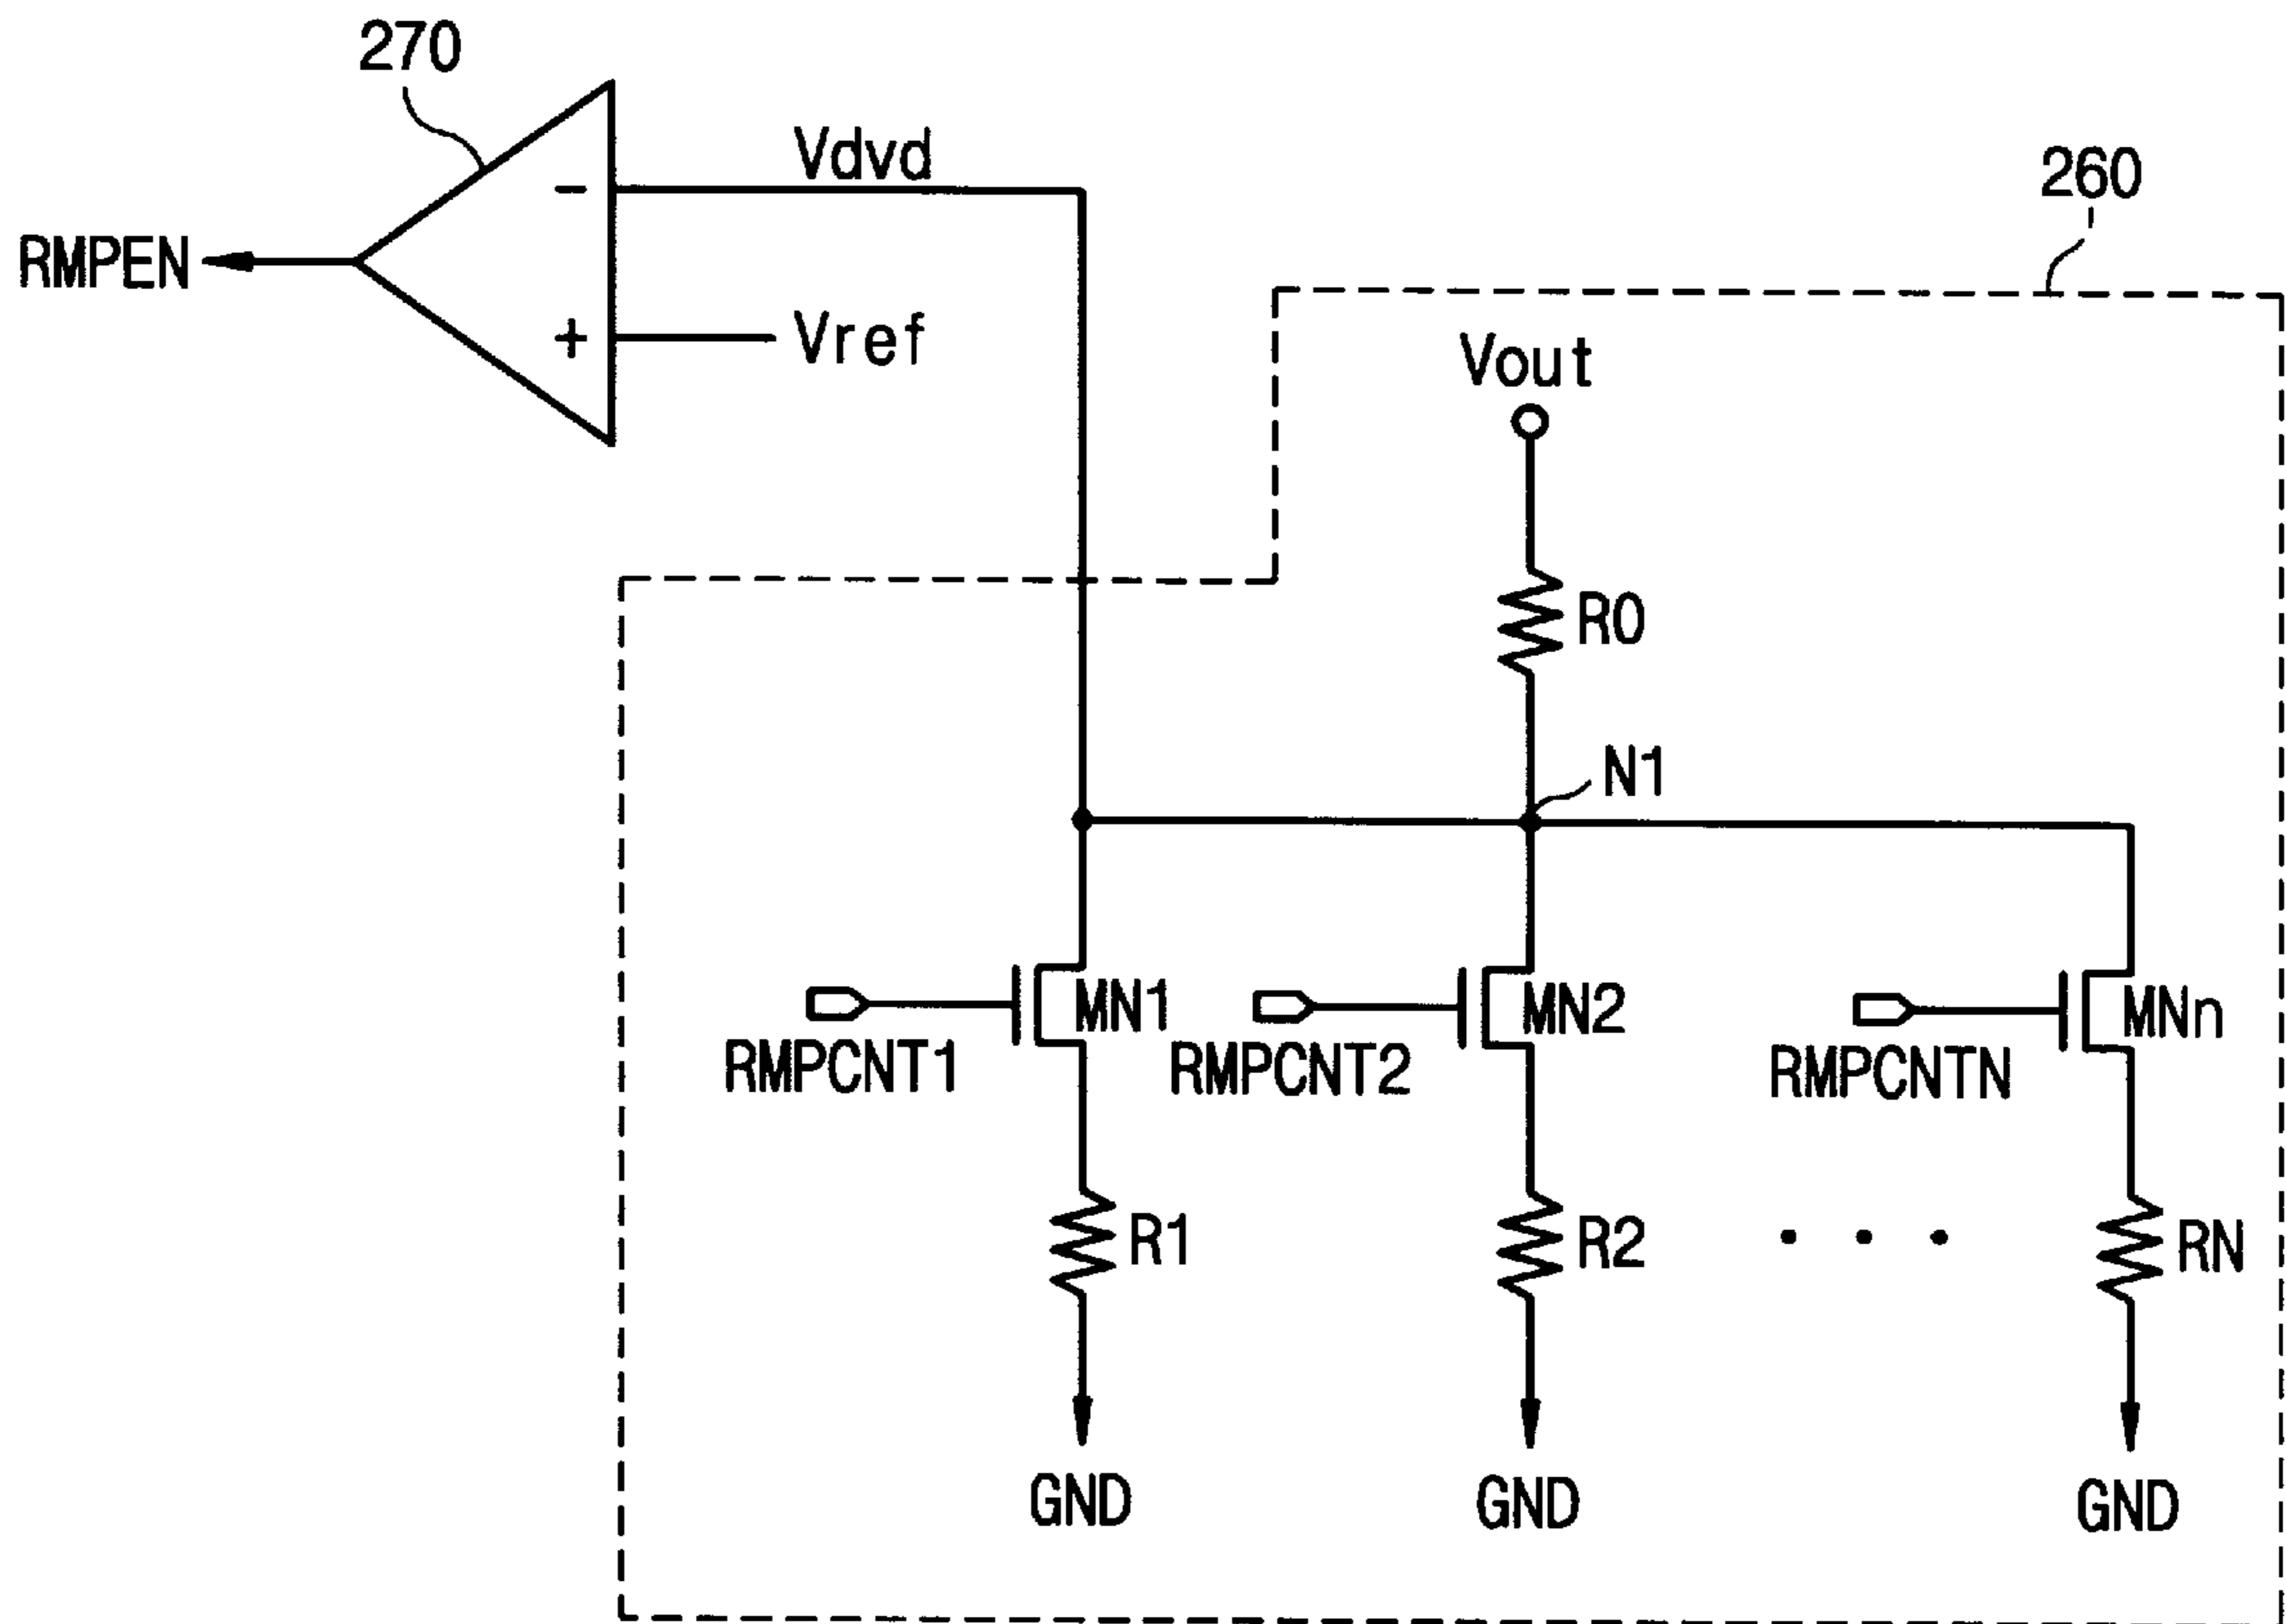 270
Vdvd
260
-
RMPEN
+
Vref
Vout
R0
N1
MN1
MN2
MNn
RMPCNT1
RMPCNT2
RMPCNTN
R1
R2
. . .
RN
GND
GND
GND